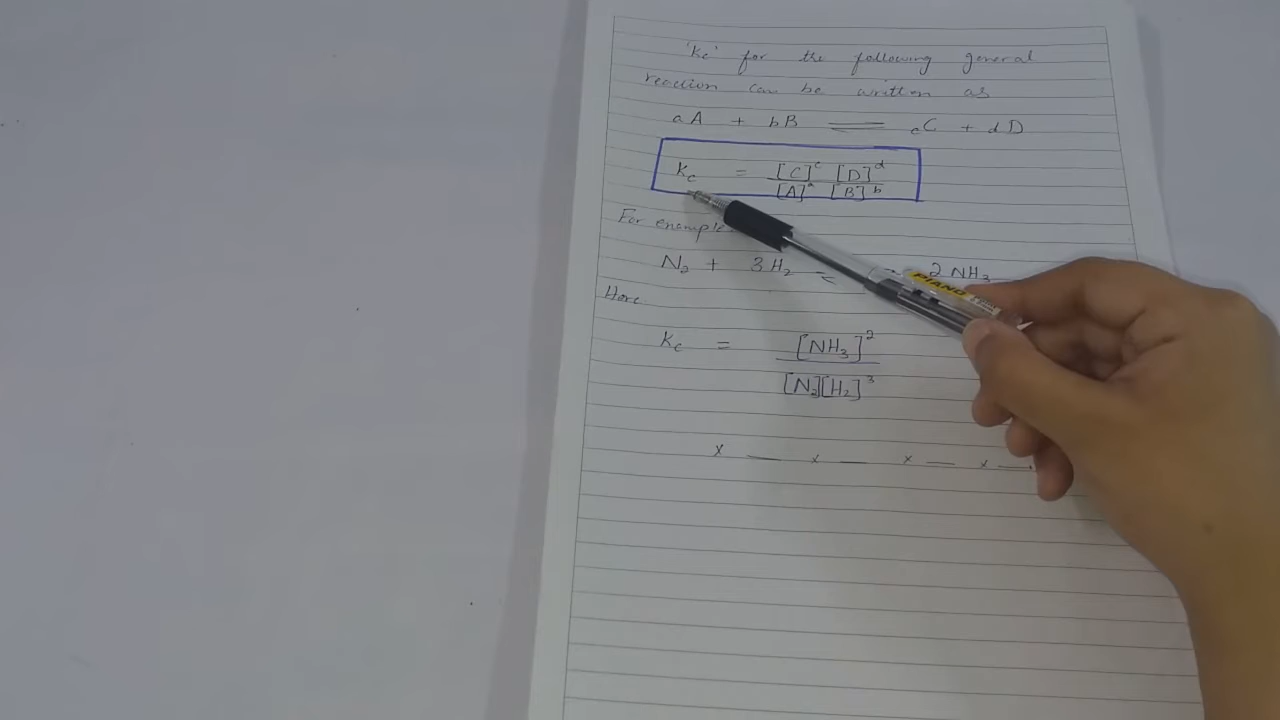 'Kc' for the following general
reaction can be written as
aA + bB ⇌ cC + dD
Kc = [C]^c [D]^d / [A]^a [B]^b
For example
N2 + 3H2 ⇌ 2NH3
Here
Kc = [NH3]^2 / [N2][H2]^3
x — x — x — x —
PIANO